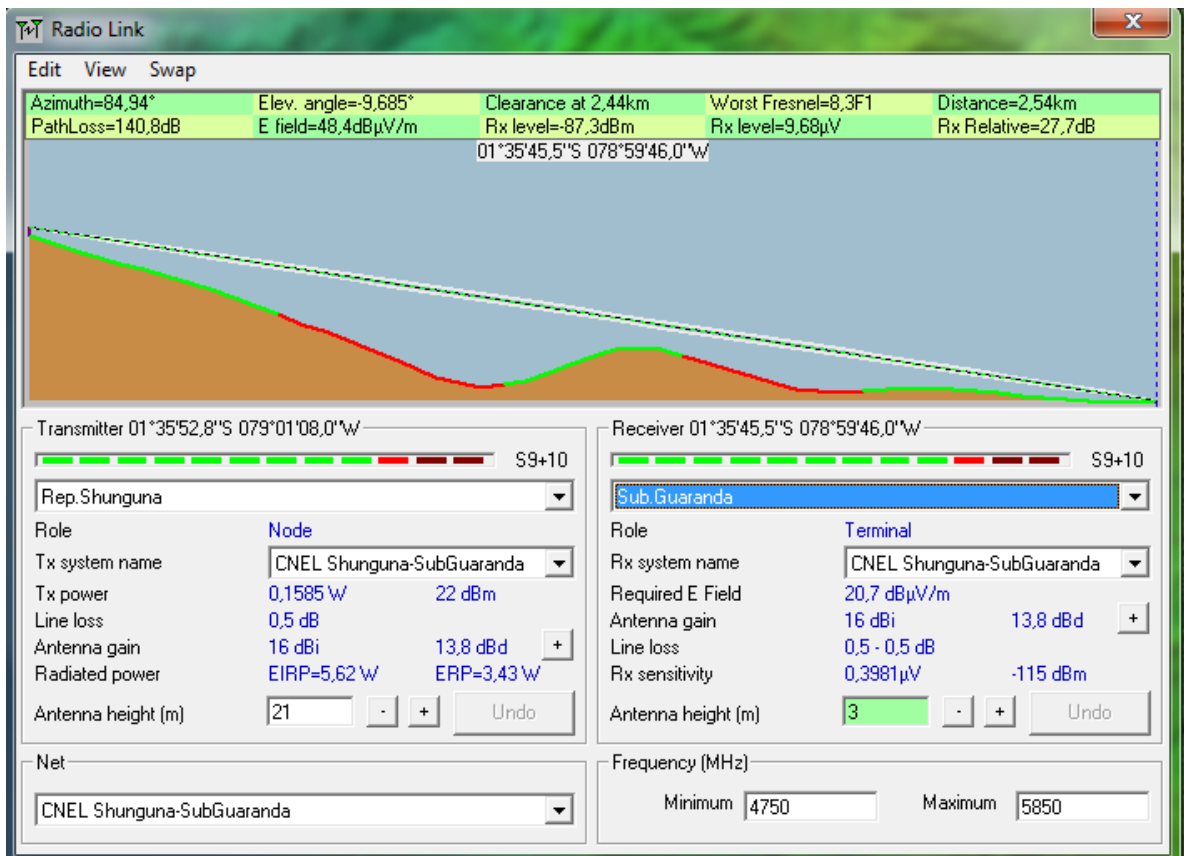 Radio Link
x
Edit View Swap
Azimuth=84,94° Elev. angle=-9,685° Clearance at 2,44km Worst Fresnel=8,3F1 Distance=2,54km
PathLoss=140,8dB E field=48,4dBµV/m Rx level=-87,3dBm Rx level=9,68µV Rx Relative=27,7dB
01°35'45,5"S 078°59'46,0"W
Transmitter 01°35'52,8"S 079°01'08,0"W
S9+10
Rep.Shunguna
Role Node
Tx system name CNEL Shunguna-SubGuaranda
Tx power 0,1585 W 22 dBm
Line loss 0,5 dB
Antenna gain 16 dBi 13,8 dBd +
Radiated power EIRP=5,62 W ERP=3,43 W
Antenna height (m) 21 - + Undo
Net
CNEL Shunguna-SubGuaranda
Receiver 01°35'45,5"S 078°59'46,0"W
S9+10
Sub.Guaranda
Role Terminal
Rx system name CNEL Shunguna-SubGuaranda
Required E Field 20,7 dBµV/m
Antenna gain 16 dBi 13,8 dBd +
Line loss 0,5 - 0,5 dB
Rx sensitivity 0,3981µV -115 dBm
Antenna height (m) 3 - + Undo
Frequency (MHz)
Minimum 4750 Maximum 5850